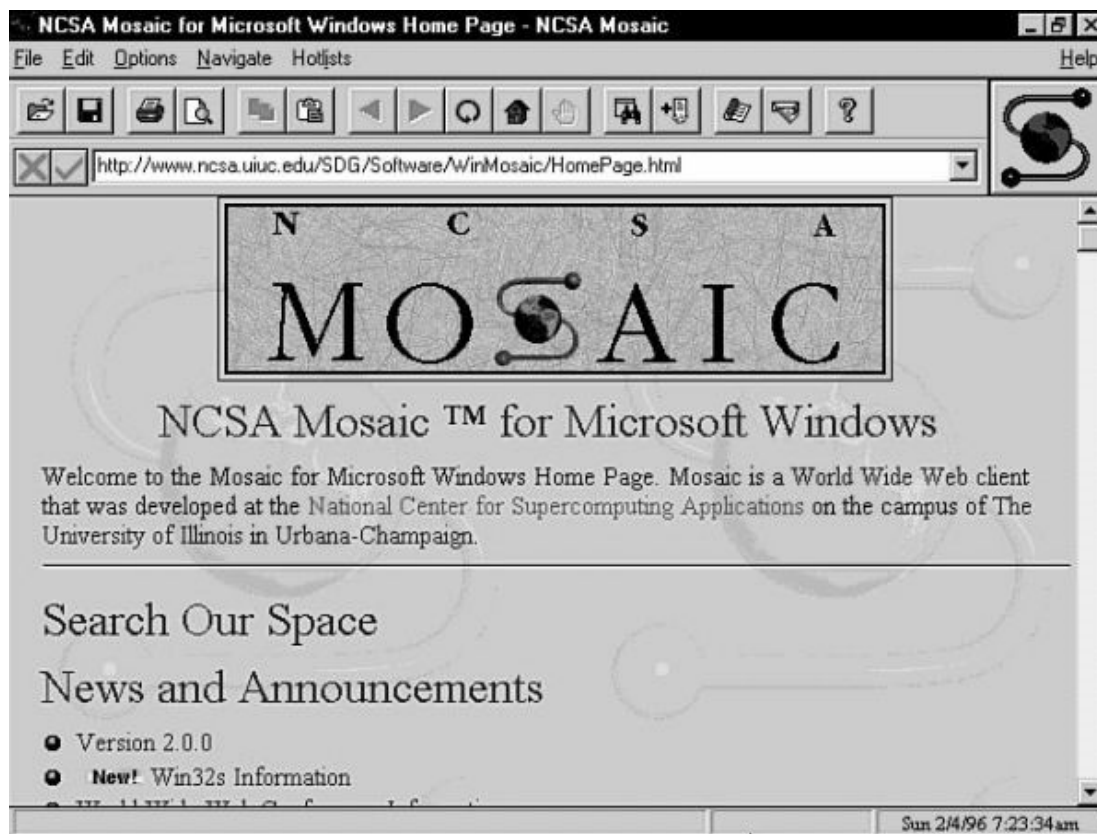 NCSA Mosaic for Microsoft Windows Home Page - NCSA Mosaic
File Edit Options Navigate Hotlists Help
http://www.ncsa.uiuc.edu/SDG/Software/WinMosaic/HomePage.html
N C S A
MOSAIC
NCSA Mosaic ™ for Microsoft Windows
Welcome to the Mosaic for Microsoft Windows Home Page. Mosaic is a World Wide Web client
that was developed at the National Center for Supercomputing Applications on the campus of The
University of Illinois in Urbana-Champaign.
Search Our Space
News and Announcements
Version 2.0.0
New! Win32s Information
Sun 2/4/96 7:23:34am